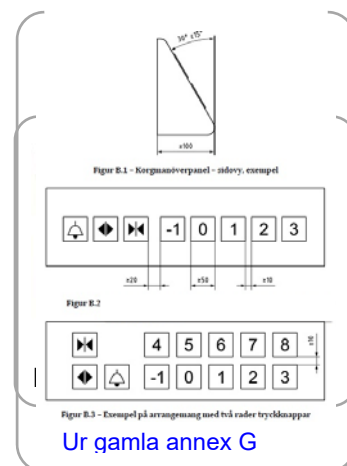 30° ±15°
≥100
Figur B.1 – Korgmanöverpanel – sidovy, exempel
-1 0 1 2 3
≥20 ≥50 ≥10
Figur B.2
4 5 6 7 8
≥10
-1 0 1 2 3
Figur B.3 – Exempel på arrangemang med två rader tryckknappar
Ur gamla annex G